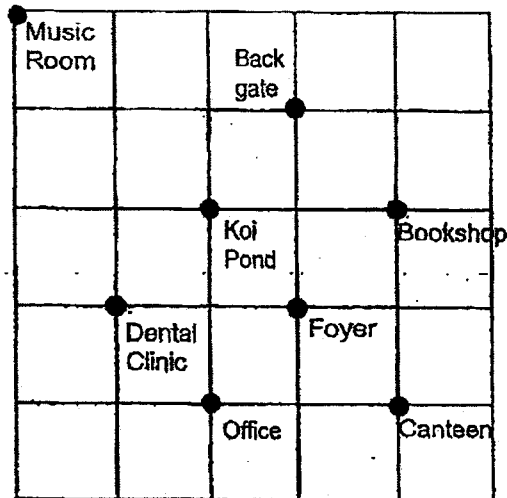 Music
Room
Back
gate
Koi
Pond
Bookshop
Dental
Clinic
Foyer
Office
Canteen